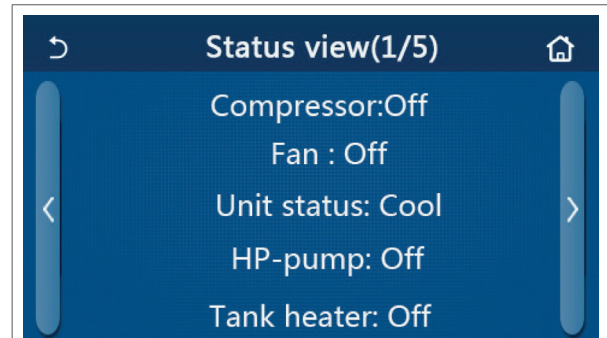 Status view(1/5)
Compressor:Off
Fan : Off
Unit status: Cool
HP-pump: Off
Tank heater: Off